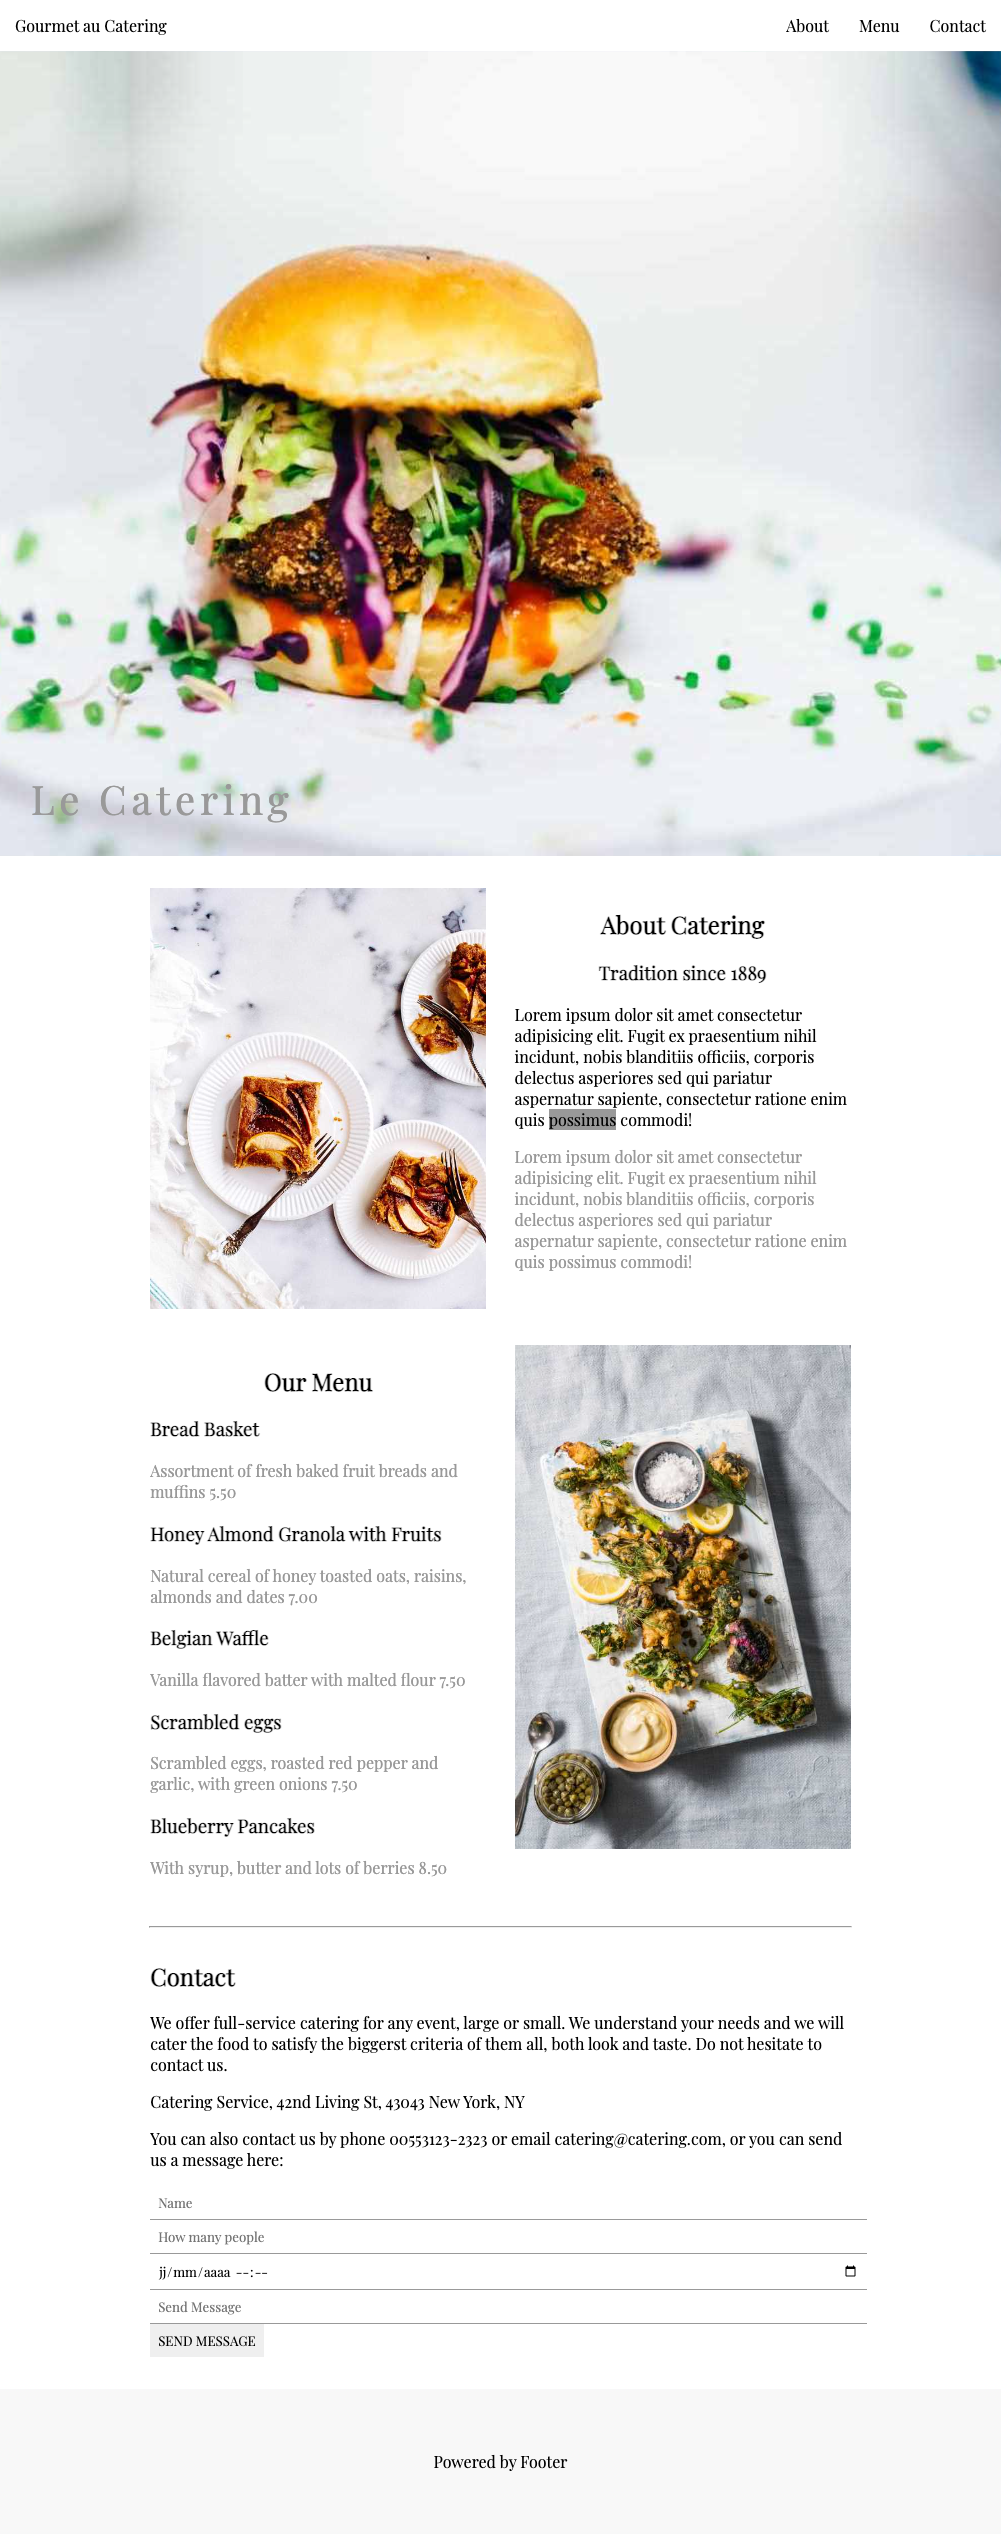 Gourmet au Catering
About Menu Contact
Le Catering
About Catering
Tradition since 1889
Lorem ipsum dolor sit amet consectetur
adipisicing elit. Fugit ex praesentium nihil
incidunt, nobis blanditiis officiis, corporis
delectus asperiores sed qui pariatur
aspernatur sapiente, consectetur ratione enim
quis possimus commodi!
Lorem ipsum dolor sit amet consectetur
adipisicing elit. Fugit ex praesentium nihil
incidunt, nobis blanditiis officiis, corporis
delectus asperiores sed qui pariatur
aspernatur sapiente, consectetur ratione enim
quis possimus commodi!
Our Menu
Bread Basket
Assortment of fresh baked fruit breads and
muffins 5.50
Honey Almond Granola with Fruits
Natural cereal of honey toasted oats, raisins,
almonds and dates 7.00
Belgian Waffle
Vanilla flavored batter with malted flour 7.50
Scrambled eggs
Scrambled eggs, roasted red pepper and
garlic, with green onions 7.50
Blueberry Pancakes
With syrup, butter and lots of berries 8.50
Contact
We offer full-service catering for any event, large or small. We understand your needs and we will
cater the food to satisfy the biggerst criteria of them all, both look and taste. Do not hesitate to
contact us.
Catering Service, 42nd Living St, 43043 New York, NY
You can also contact us by phone 00553123-2323 or email catering@catering.com, or you can send
us a message here:
Name
How many people
jj/mm/aaaa --:--
Send Message
SEND MESSAGE
Powered by Footer